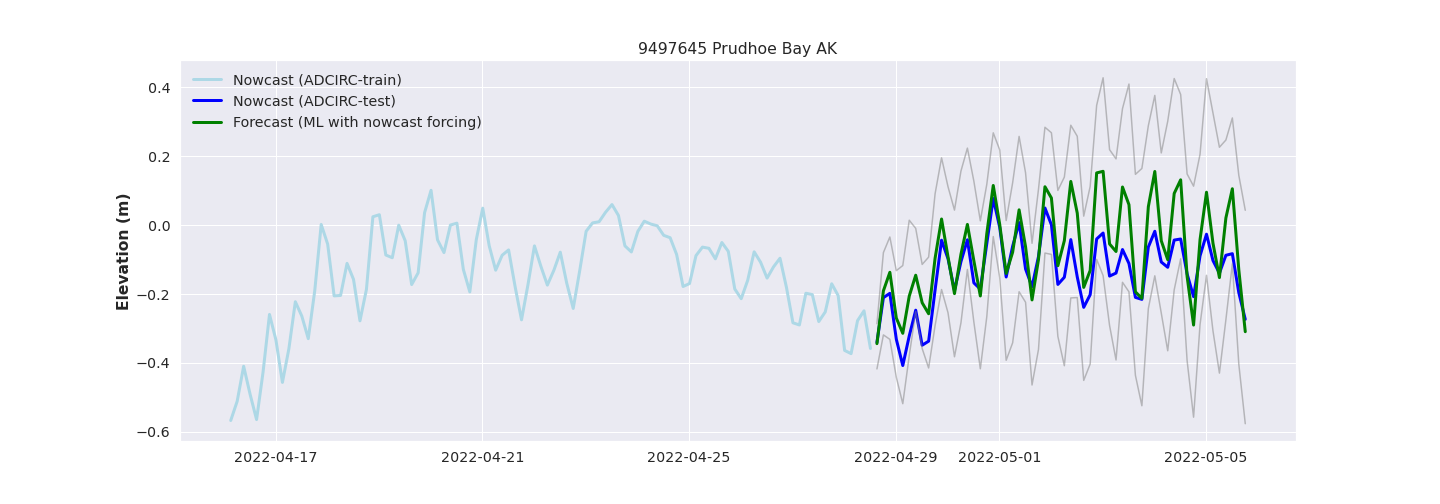 9497645 Prudhoe Bay AK
Nowcast (ADCIRC-train)
Nowcast (ADCIRC-test)
Forecast (ML with nowcast forcing)
Elevation (m)
0.4
0.2
0.0
−0.2
−0.4
−0.6
2022-04-17 2022-04-21 2022-04-25 2022-04-29 2022-05-01 2022-05-05